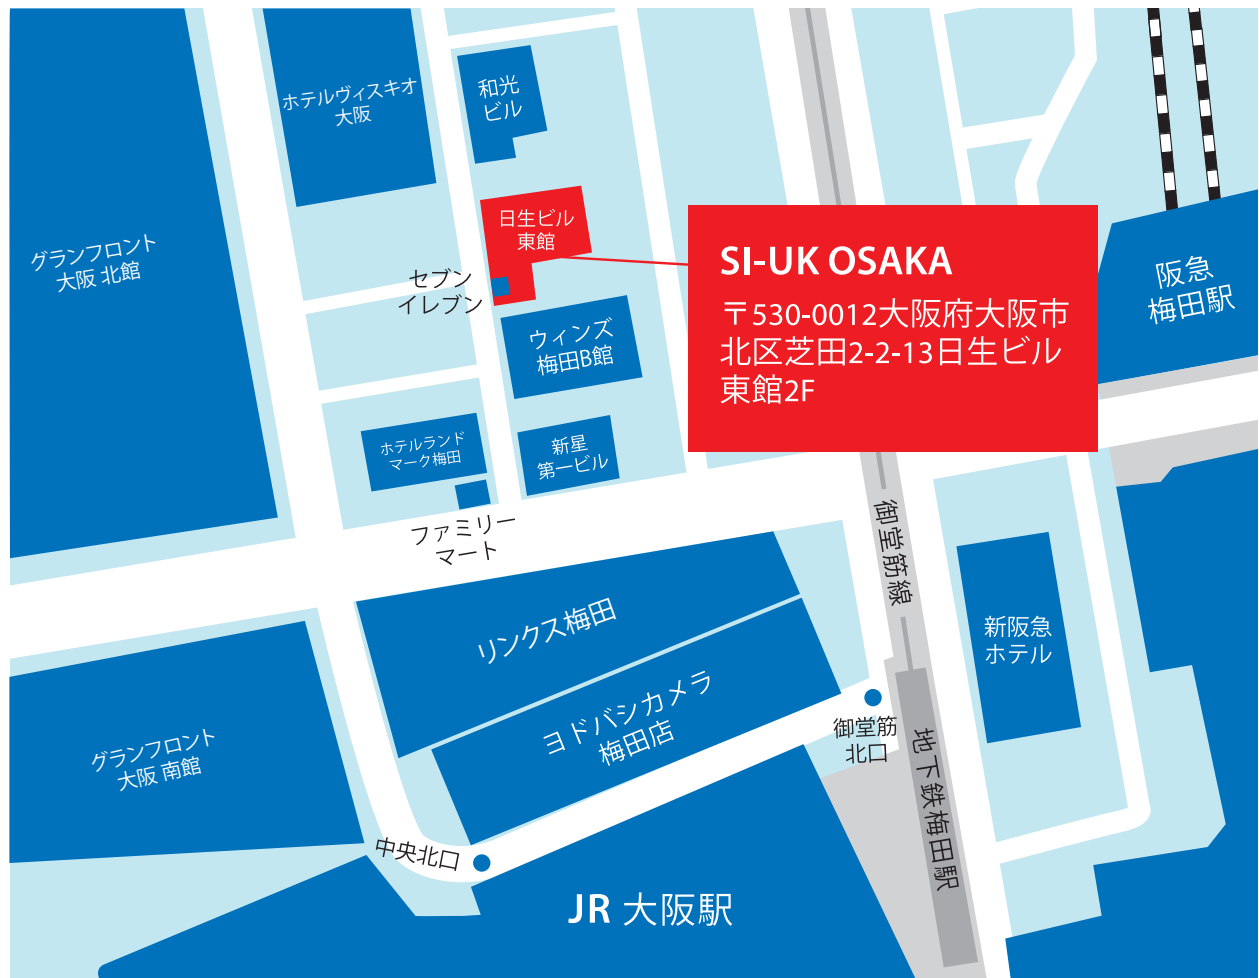 ホテルヴィスキオ
大阪
和光
ビル
日生ビル
東館
グランフロント
大阪 北館
セブン
イレブン
SI-UK OSAKA
〒530-0012大阪府大阪市
北区芝田2-2-13日生ビル
東館2F
阪急
梅田駅
ウィンズ
梅田B館
ホテルランド
マーク梅田
新星
第一ビル
ファミリー
マート
御堂筋線
リンクス梅田
新阪急
ホテル
ヨドバシカメラ
梅田店
御堂筋
北口
グランフロント
大阪 南館
地下鉄梅田駅
中央北口
JR 大阪駅